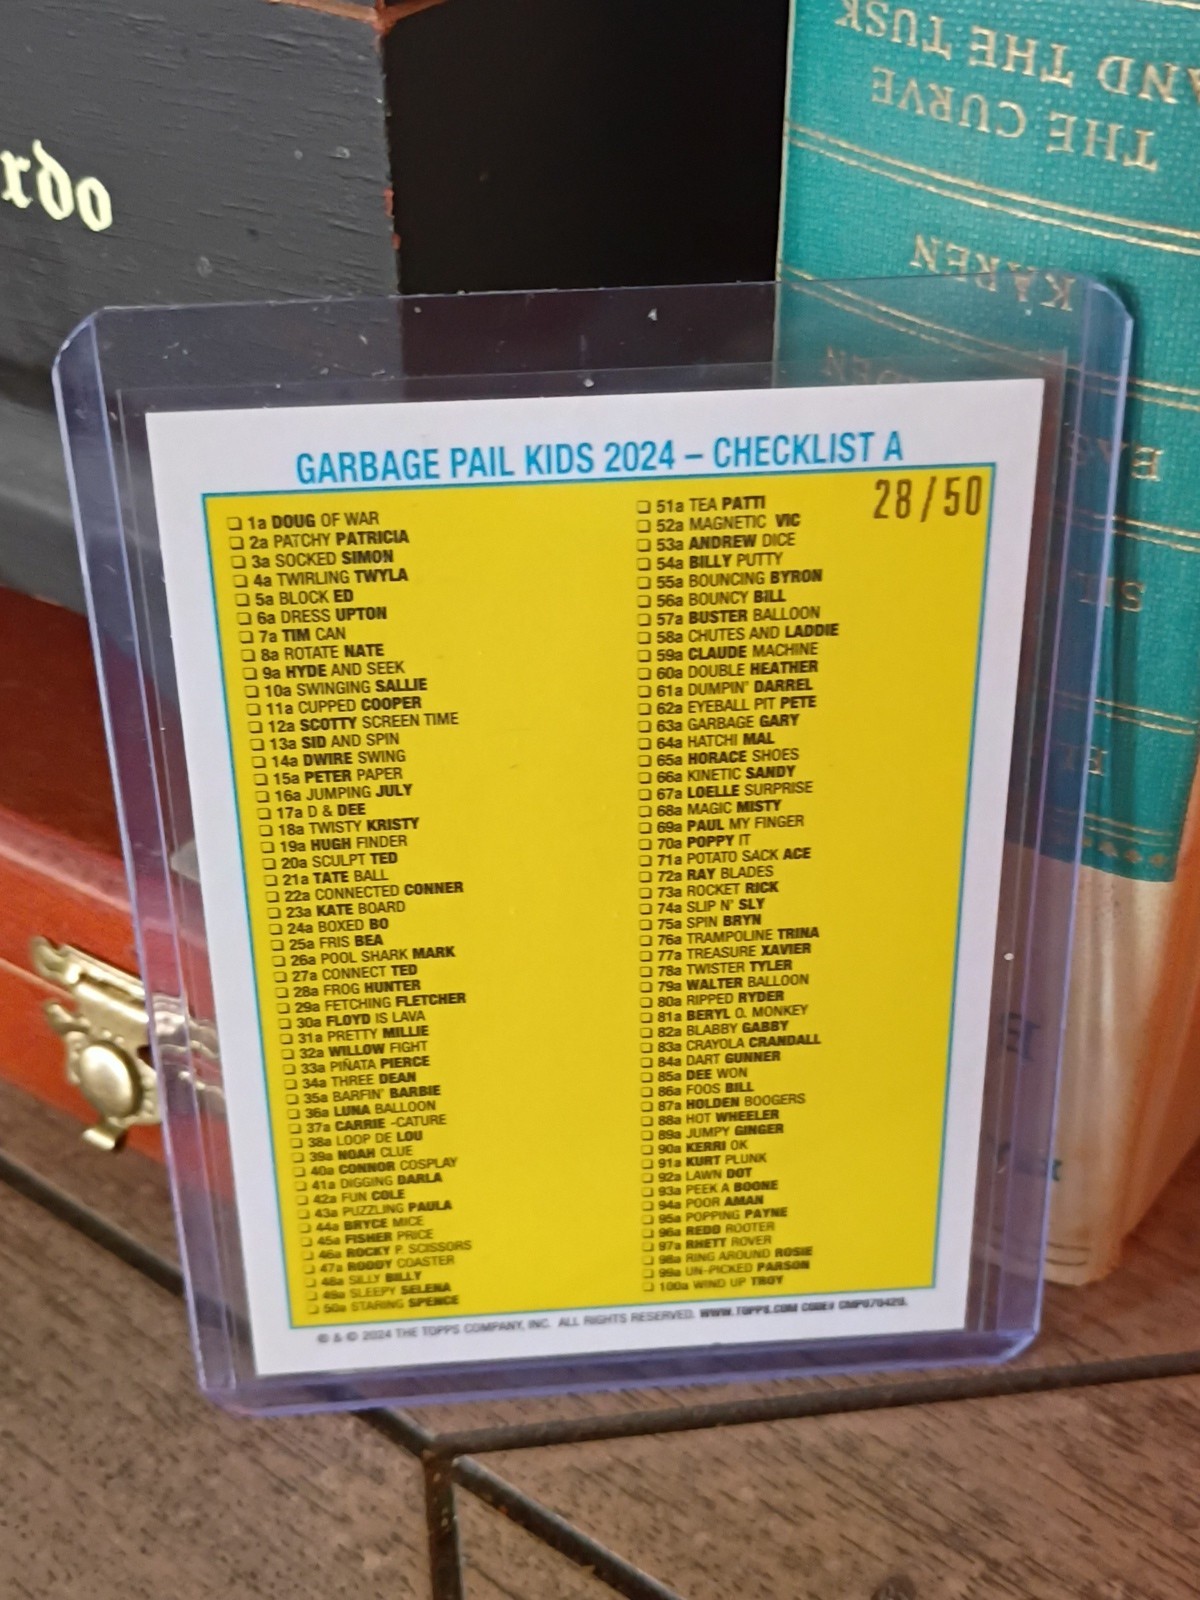 rdo
AND THE TUSK
THE CURVE
KAREN
GARBAGE PAIL KIDS 2024 – CHECKLIST A
28/50
❏ 1a DOUG OF WAR
❏ 2a PATCHY PATRICIA
❏ 3a SOCKED SIMON
❏ 4a TWIRLING TWYLA
❏ 5a BLOCK ED
❏ 6a DRESS UPTON
❏ 7a TIM CAN
❏ 8a ROTATE NATE
❏ 9a HYDE AND SEEK
❏ 10a SWINGING SALLIE
❏ 11a CUPPED COOPER
❏ 12a SCOTTY SCREEN TIME
❏ 13a SID AND SPIN
❏ 14a DWIRE SWING
❏ 15a PETER PAPER
❏ 16a JUMPING JULY
❏ 17a D & DEE
❏ 18a TWISTY KRISTY
❏ 19a HUGH FINDER
❏ 20a SCULPT TED
❏ 21a TATE BALL
❏ 22a CONNECTED CONNER
❏ 23a KATE BOARD
❏ 24a BOXED BO
❏ 25a FRIS BEA
❏ 26a POOL SHARK MARK
❏ 27a CONNECT TED
❏ 28a FROG HUNTER
❏ 29a FETCHING FLETCHER
❏ 30a FLOYD IS LAVA
❏ 31a PRETTY MILLIE
❏ 32a WILLOW FIGHT
❏ 33a PIÑATA PIERCE
❏ 34a THREE DEAN
❏ 35a BARFIN' BARBIE
❏ 36a LUNA BALLOON
❏ 37a CARRIE -CATURE
❏ 38a LOOP DE LOU
❏ 39a NOAH CLUE
❏ 40a CONNOR COSPLAY
❏ 41a DIGGING DARLA
❏ 42a FUN COLE
❏ 43a PUZZLING PAULA
❏ 44a BRYCE MICE
❏ 45a FISHER PRICE
❏ 46a ROCKY P. SCISSORS
❏ 47a RODDY COASTER
❏ 48a SILLY BILLY
❏ 49a SLEEPY SELENA
❏ 50a STARING SPENCE
❏ 51a TEA PATTI
❏ 52a MAGNETIC VIC
❏ 53a ANDREW DICE
❏ 54a BILLY PUTTY
❏ 55a BOUNCING BYRON
❏ 56a BOUNCY BILL
❏ 57a BUSTER BALLOON
❏ 58a CHUTES AND LADDIE
❏ 59a CLAUDE MACHINE
❏ 60a DOUBLE HEATHER
❏ 61a DUMPIN' DARREL
❏ 62a EYEBALL PIT PETE
❏ 63a GARBAGE GARY
❏ 64a HATCHI MAL
❏ 65a HORACE SHOES
❏ 66a KINETIC SANDY
❏ 67a LOELLE SURPRISE
❏ 68a MAGIC MISTY
❏ 69a PAUL MY FINGER
❏ 70a POPPY IT
❏ 71a POTATO SACK ACE
❏ 72a RAY BLADES
❏ 73a ROCKET RICK
❏ 74a SLIP N' SLY
❏ 75a SPIN BRYN
❏ 76a TRAMPOLINE TRINA
❏ 77a TREASURE XAVIER
❏ 78a TWISTER TYLER
❏ 79a WALTER BALLOON
❏ 80a RIPPED RYDER
❏ 81a BERYL O. MONKEY
❏ 82a BLABBY GABBY
❏ 83a CRAYOLA CRANDALL
❏ 84a DART GUNNER
❏ 85a DEE WON
❏ 86a FOOS BILL
❏ 87a HOLDEN BOOGERS
❏ 88a HOT WHEELER
❏ 89a JUMPY GINGER
❏ 90a KERRI OK
❏ 91a KURT PLUNK
❏ 92a LAWN DOT
❏ 93a PEEK A BOONE
❏ 94a POOR AMAN
❏ 95a POPPING PAYNE
❏ 96a REDD ROOTER
❏ 97a RHETT ROVER
❏ 98a RING AROUND ROSIE
❏ 99a UN-PICKED PARSON
❏ 100a WIND UP TROY
© & © 2024 THE TOPPS COMPANY, INC. ALL RIGHTS RESERVED. WWW.TOPPS.COM CODE# CMP070420.